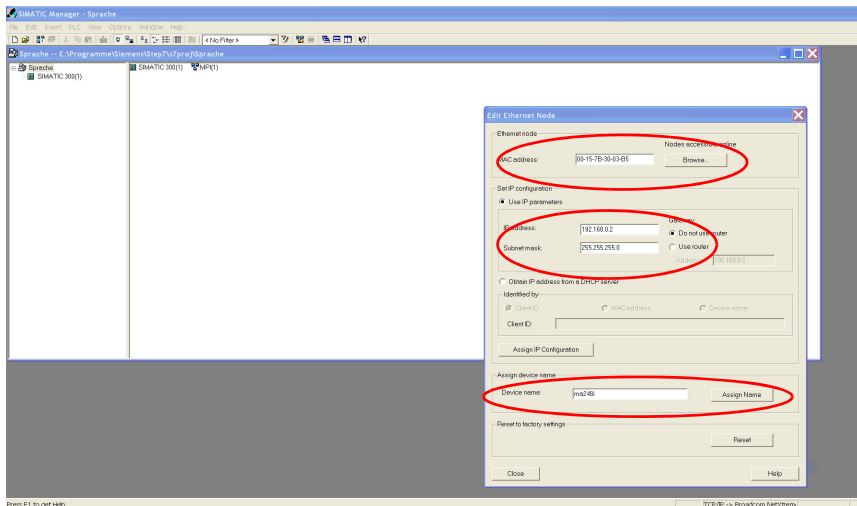 SIMATIC Manager - Sprache
File Edit Insert PLC View Options Window Help
< No Filter >
Sprache -- E:\Programme\Siemens\Step7\s7proj\Sprache
Sprache
SIMATIC 300(1)
SIMATIC 300(1) MPI(1)
Edit Ethernet Node
Ethernet node
Nodes accessible online
MAC address: 00-15-7B-30-03-B5 Browse...
Set IP configuration
Use IP parameters
Gateway
IP address: 192.168.0.2 Do not use router
Subnet mask: 255.255.255.0 Use router
Address: 192.168.0.2
Obtain IP address from a DHCP server
Identified by
Client ID MAC address Device name
Client ID:
Assign IP Configuration
Assign device name
Device name: ma248i Assign Name
Reset to factory settings
Reset
Close Help
Press F1 to get Help. TCP/IP -> Broadcom NetXtrem